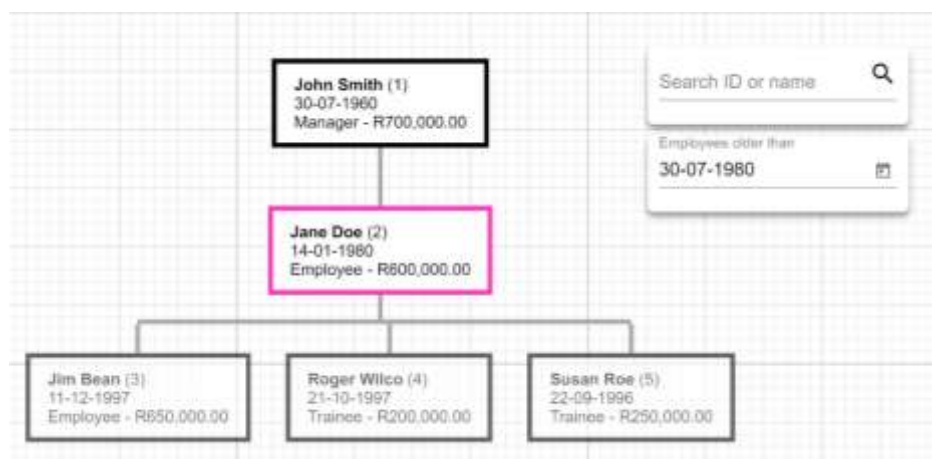 John Smith (1)
30-07-1960
Manager - R700,000.00
Search ID or name
Employees older than
30-07-1980
Jane Doe (2)
14-01-1980
Employee - R600,000.00
Jim Bean (3)
11-12-1997
Employee - R650,000.00
Roger Wilco (4)
21-10-1997
Trainee - R200,000.00
Susan Roe (5)
22-09-1996
Trainee - R250,000.00